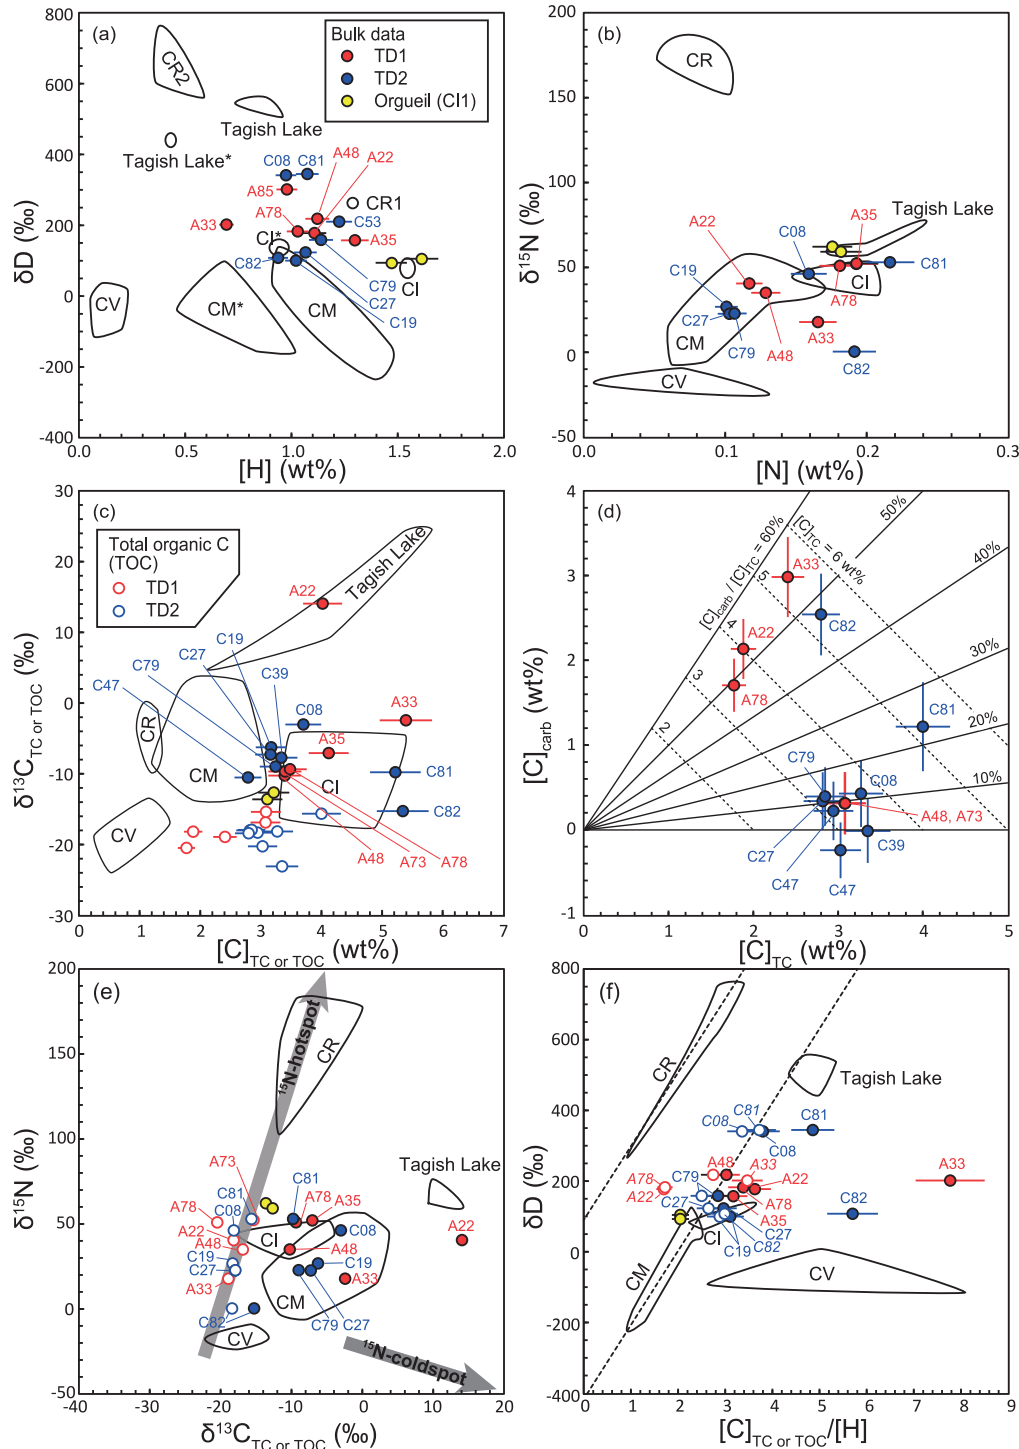 (a)
Bulk data
TD1
TD2
Orgueil (CI1)
CR2
Tagish Lake
Tagish Lake*
C08 C81 A48 A22
A85
A78
CR1
A33
C53
CI*
A35
C82
CI
C79
C27
C19
CV
CM*
CM
800
600
400
200
0
-200
-400
δD (‰)
0.0 0.5 1.0 1.5 2.0
[H] (wt%)
(b)
CR
Tagish Lake
A35
C08
A22
C19
C81
CI
A78
C27
C79
A48
A33
C82
CM
CV
200
150
100
50
0
-50
δ15N (‰)
0.0 0.1 0.2 0.3
[N] (wt%)
(c)
Total organic C
(TOC)
TD1
TD2
Tagish Lake
A22
C19
C27
C79
C39
C47
C08
A33
A35
CR
CM
CI
C81
C82
CV
A48
A73
A78
30
20
10
0
-10
-20
-30
δ13C TC or TOC (‰)
0 1 2 3 4 5 6 7
[C] TC or TOC (wt%)
(d)
[C]carb / [C]TC = 60%
50%
40%
30%
20%
10%
[C]TC = 6 wt%
5
4
3
2
A33
C82
A22
A78
C81
C79
C08
A48, A73
C27
C39
C47
C47
4
3
2
1
0
-1
[C]carb (wt%)
0 1 2 3 4 5
[C]TC (wt%)
(e)
15N-hotspot
CR
A73
C81
C81
A78
A78
A35
C08
Tagish Lake
A22
C08
A22
CI
A48
A48
C19
C19
C27
CM
A33
A33
C82
C79 C27
CV
15N-coldspot
200
150
100
50
0
-50
δ15N (‰)
-40 -30 -20 -10 0 10 20
δ13C TC or TOC (‰)
(f)
CR
Tagish Lake
C81
C08
C81
C08
A48
A33
A33
A78
C79
A22
A22
A78
C27
A35
C82
CI
C27
C19 C82
CM
CV
800
600
400
200
0
-200
-400
δD (‰)
0 1 2 3 4 5 6 7 8 9
[C] TC or TOC/[H]